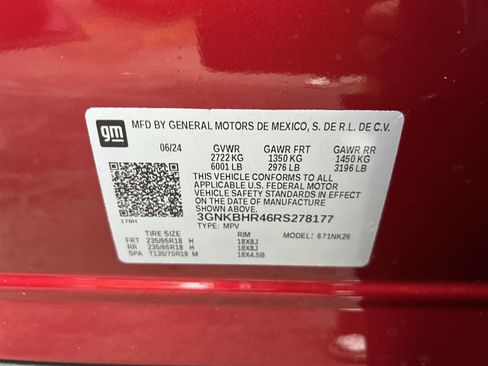 gm
MFD BY GENERAL MOTORS DE MEXICO, S. DE R.L. DE C.V.
06/24 GVWR GAWR FRT GAWR RR
2722 KG 1350 KG 1450 KG
6001 LB 2976 LB 3196 LB
THIS VEHICLE CONFORMS TO ALL
APPLICABLE U.S. FEDERAL MOTOR
VEHICLE SAFETY STANDARDS IN EFFECT
ON THE DATE OF MANUFACTURE SHOWN ABOVE.
3GNKBHR46RS278177
178H TYPE: MPV MODEL: 671NK26
TIRE SIZE RIM
FRT 235/65R18 H 18X8J
RR 235/65R18 H 18X8J
SPA T135/70R18 M 18X4.5B